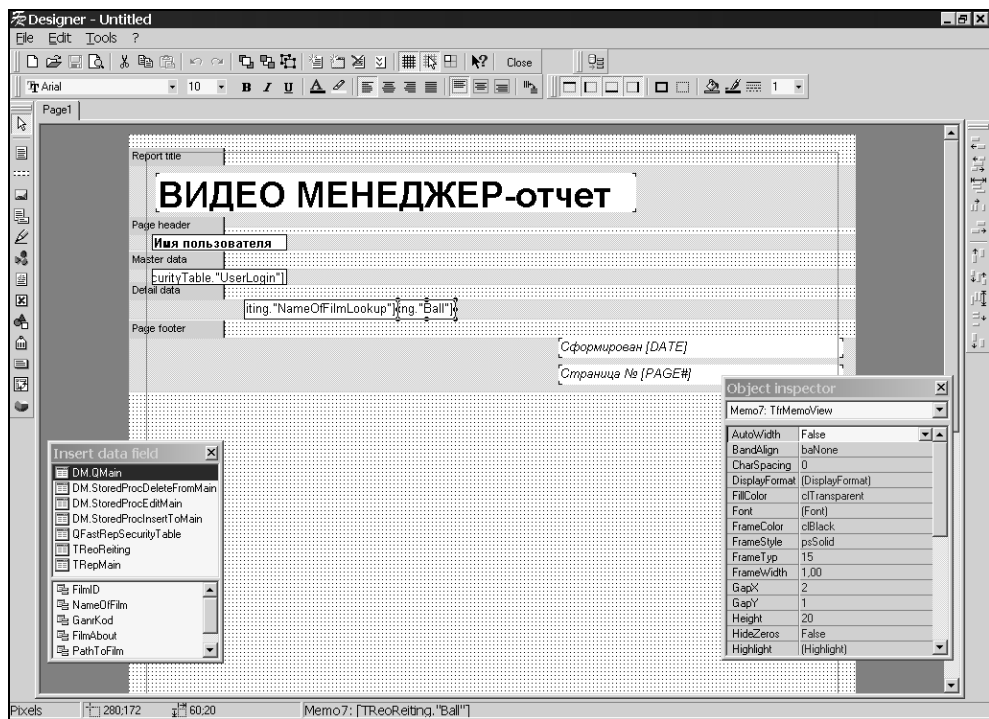 Designer - Untitled
File Edit Tools ?
Close
Arial 10 B I U A 1
Page1
Report title
ВИДЕО МЕНЕДЖЕР-отчет
Page header
Имя пользователя
Master data
curityTable."UserLogin"]
Detail data
iting."NameOfFilmLookup"] ng."Ball"]
Page footer
Сформирован [DATE]
Страница № [PAGE#]
Object inspector
Memo7: TfrMemoView
AutoWidth False
BandAlign baNone
CharSpacing 0
DisplayFormat (DisplayFormat)
FillColor clTransparent
Font (Font)
FrameColor clBlack
FrameStyle psSolid
FrameTyp 15
FrameWidth 1,00
GapX 2
GapY 1
Height 20
HideZeros False
Highlight (Highlight)
Insert data field
DM.QMain
DM.StoredProcDeleteFromMain
DM.StoredProcEditMain
DM.StoredProcInsertToMain
QFastRepSecurityTable
TReoReiting
TRepMain
FilmID
NameOfFilm
GanrKod
FilmAbout
PathToFilm
Pixels 280;172 60;20 Memo7: [TReoReiting."Ball"]